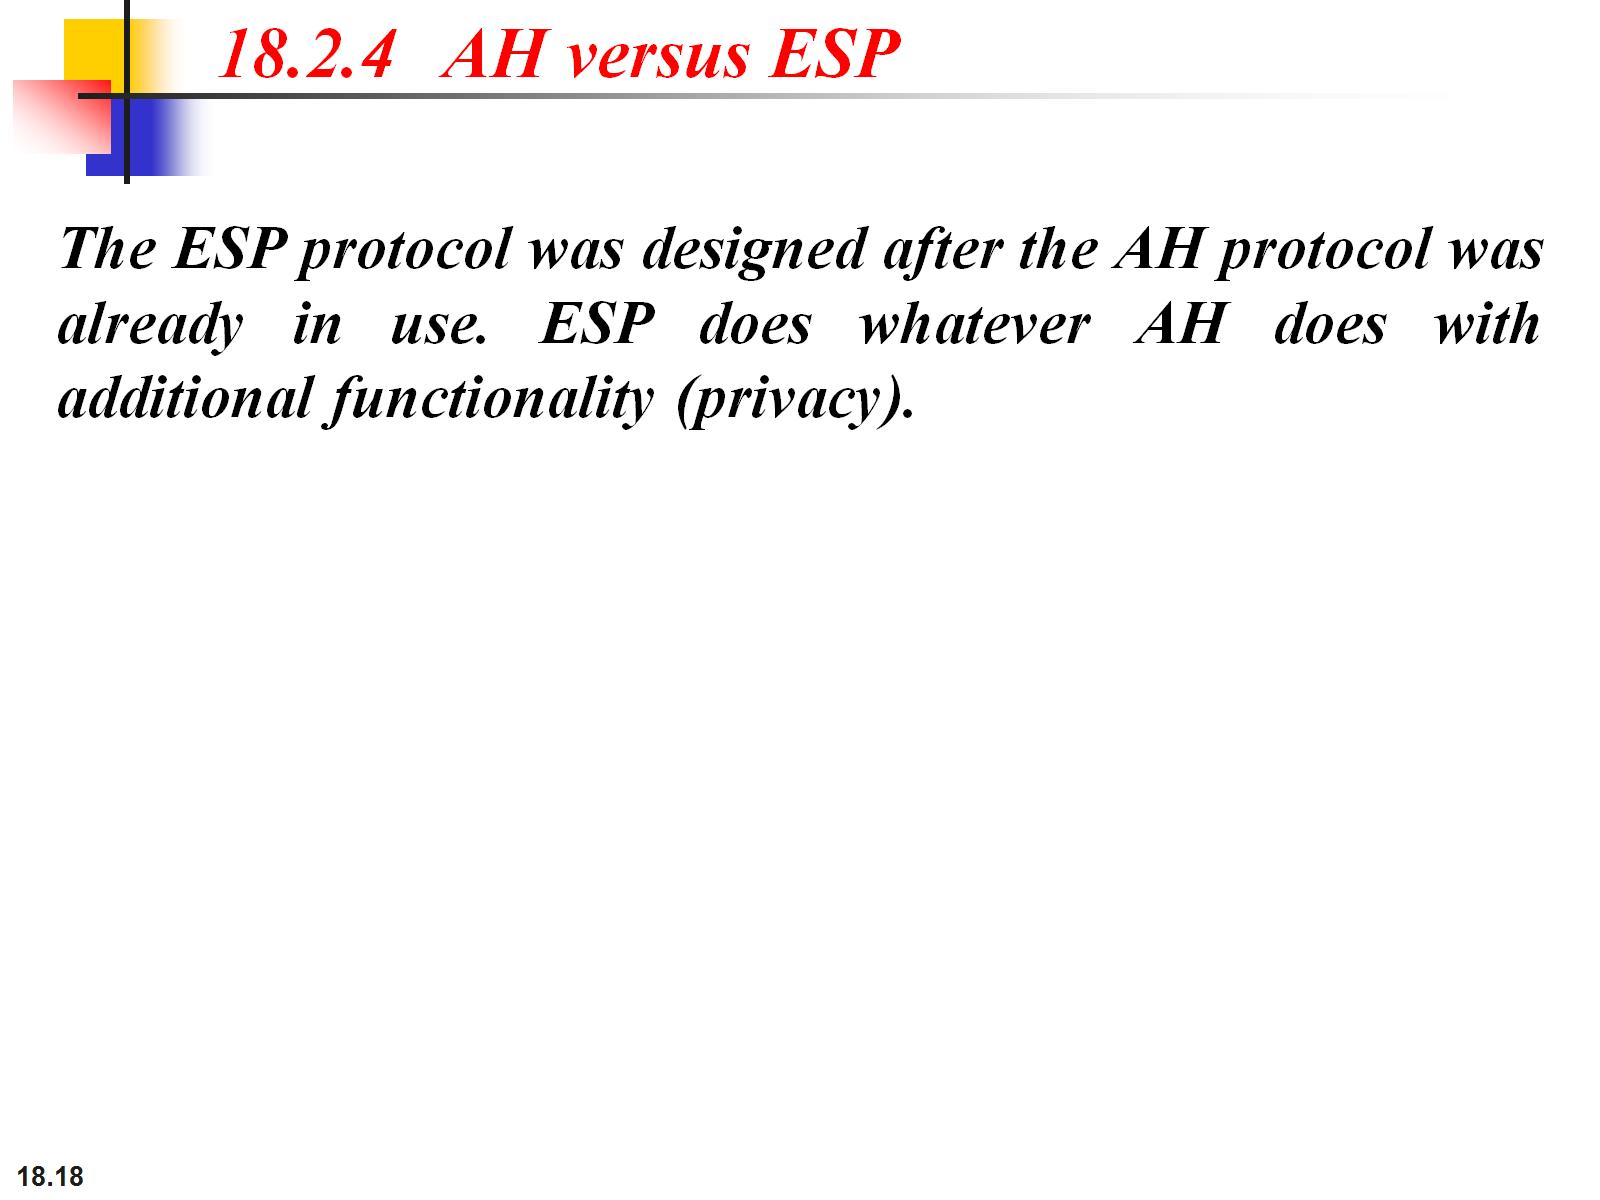 18.2.4 AH versus ESP
The ESP protocol was designed after the AH protocol was
already in use. ESP does whatever AH does with
additional functionality (privacy).
18.18